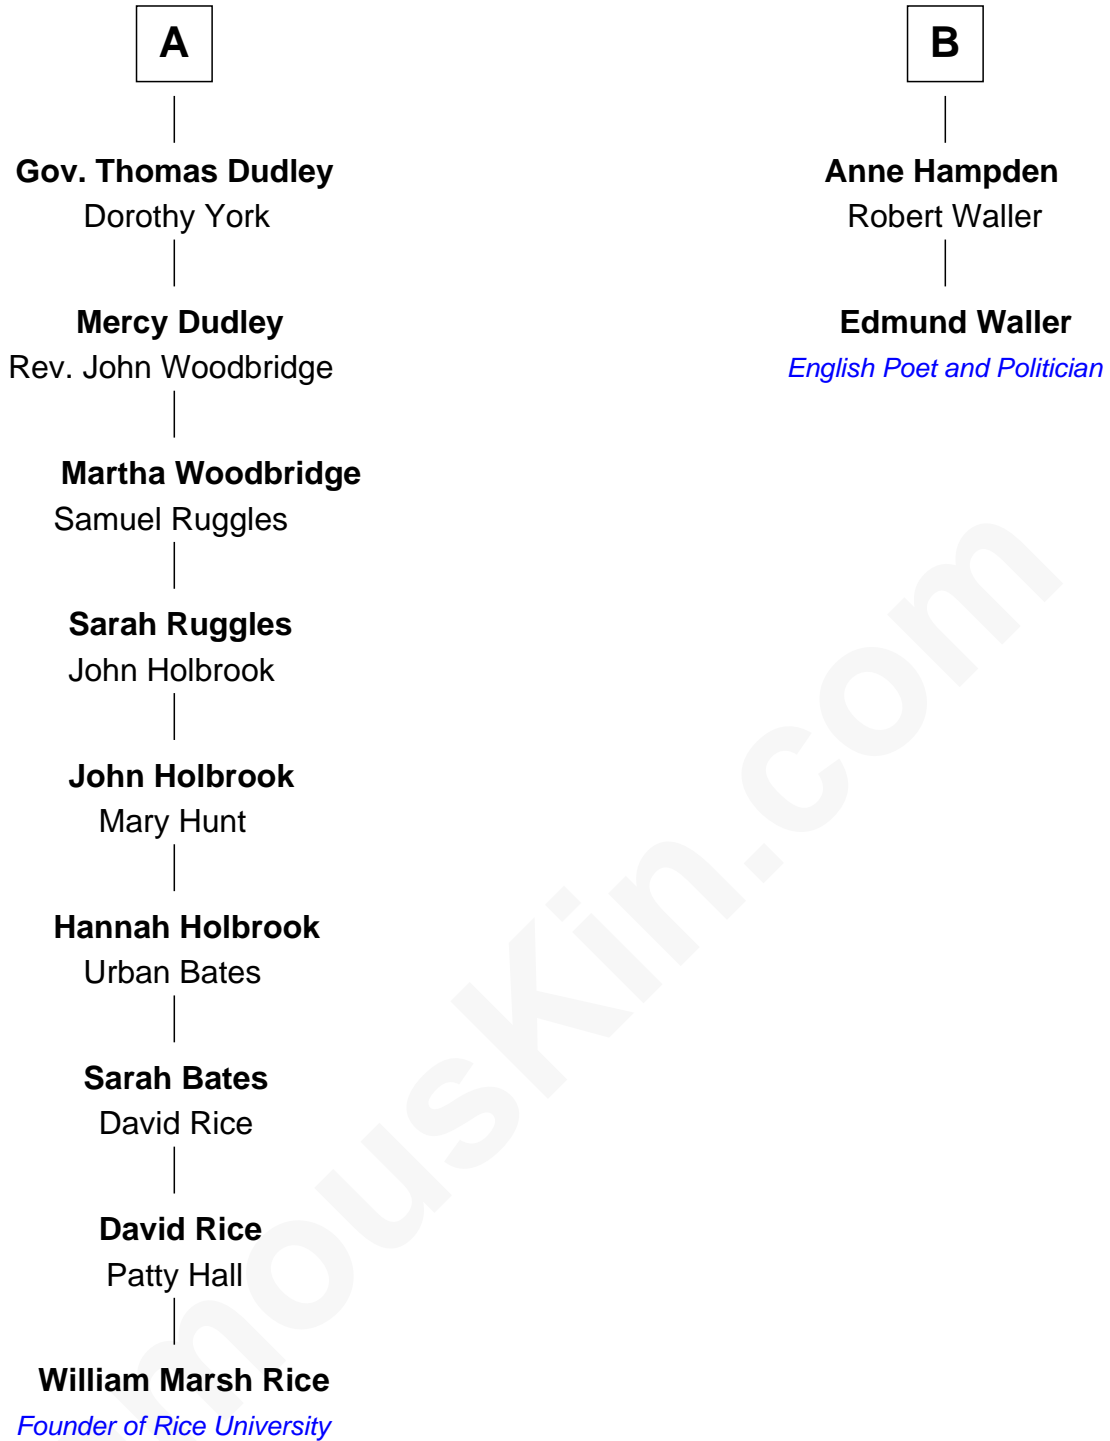 A
Gov. Thomas Dudley
Dorothy York
Mercy Dudley
Rev. John Woodbridge
Martha Woodbridge
Samuel Ruggles
Sarah Ruggles
John Holbrook
John Holbrook
Mary Hunt
Hannah Holbrook
Urban Bates
Sarah Bates
David Rice
David Rice
Patty Hall
William Marsh Rice
Founder of Rice University
B
Anne Hampden
Robert Waller
Edmund Waller
English Poet and Politician
mouskin.com